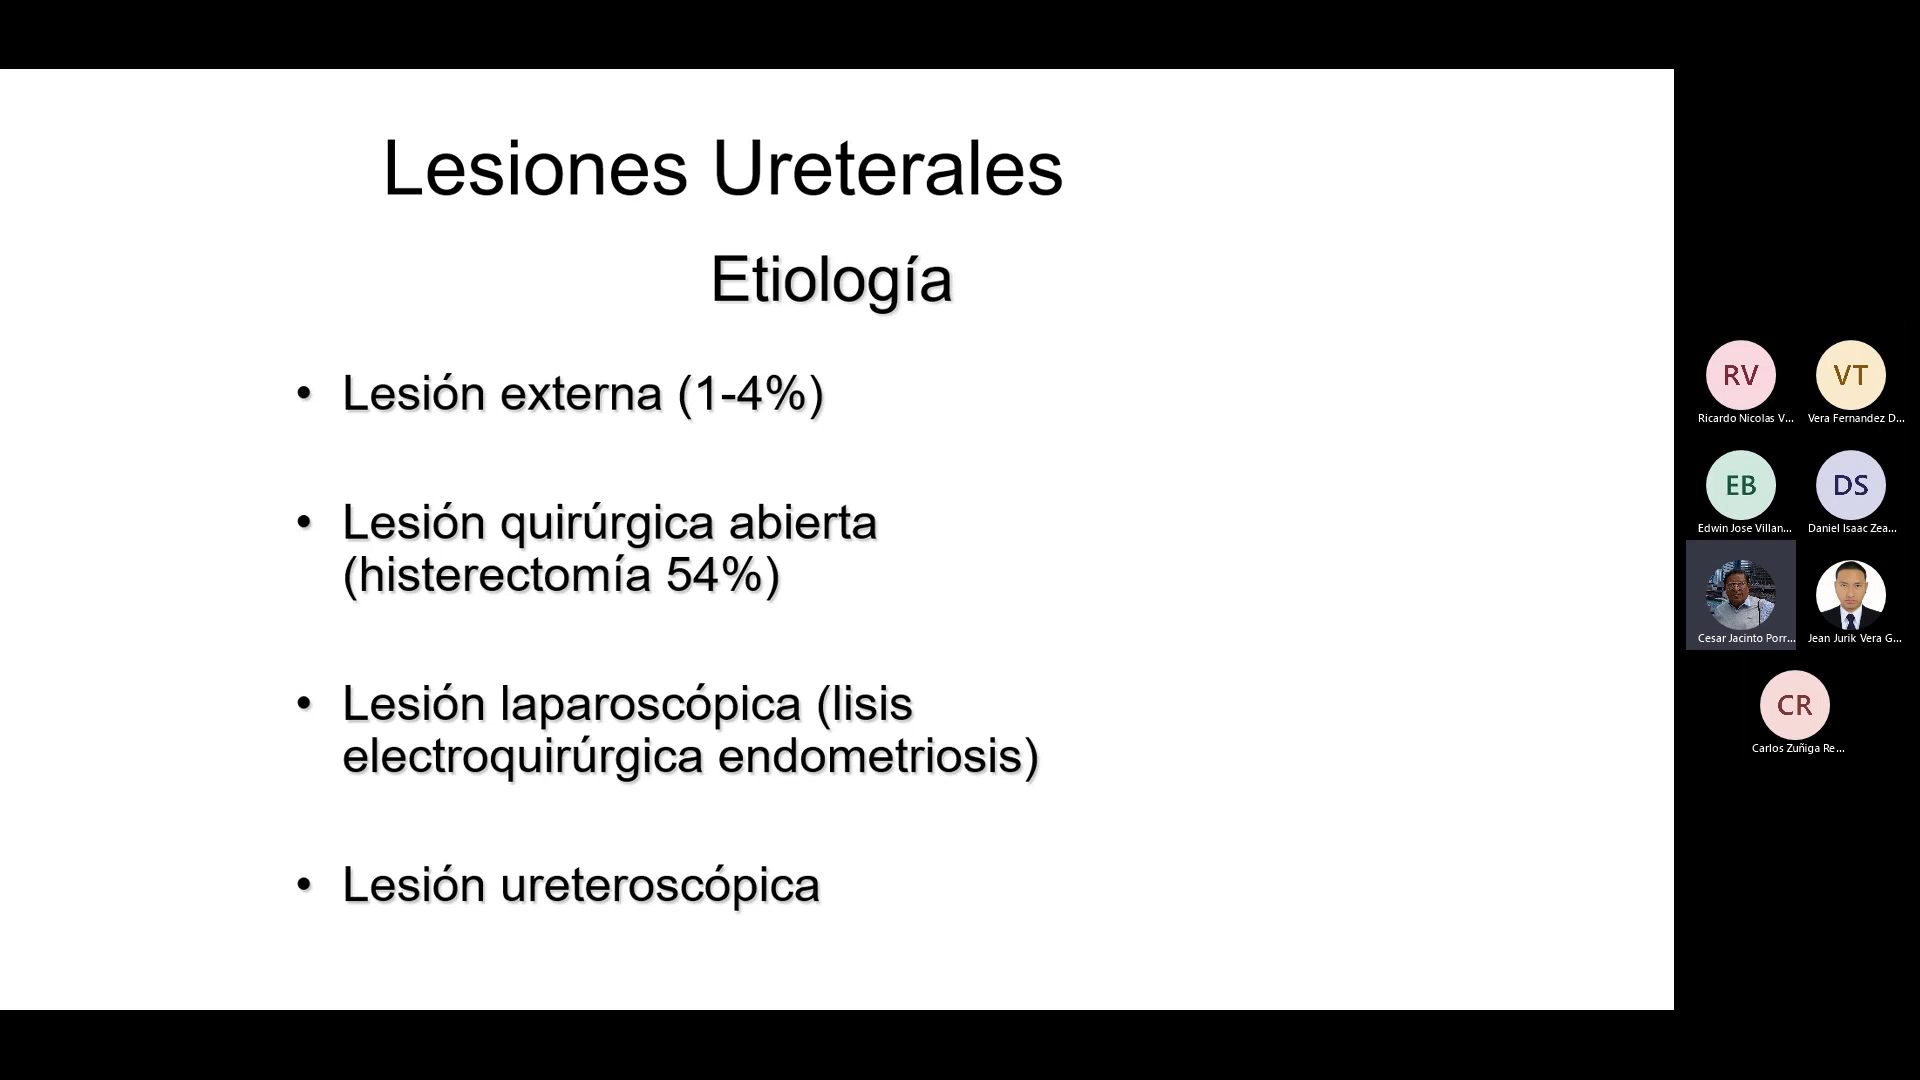 Lesiones Ureterales
Etiología
• Lesión externa (1-4%)
• Lesión quirúrgica abierta
(histerectomía 54%)
• Lesión laparoscópica (lisis
electroquirúrgica endometriosis)
• Lesión ureteroscópica
RV
VT
Ricardo Nicolas V...
Vera Fernandez D...
EB
DS
Edwin Jose Villan...
Daniel Isaac Zea...
Cesar Jacinto Porr...
Jean Jurik Vera G...
CR
Carlos Zuñiga Re...